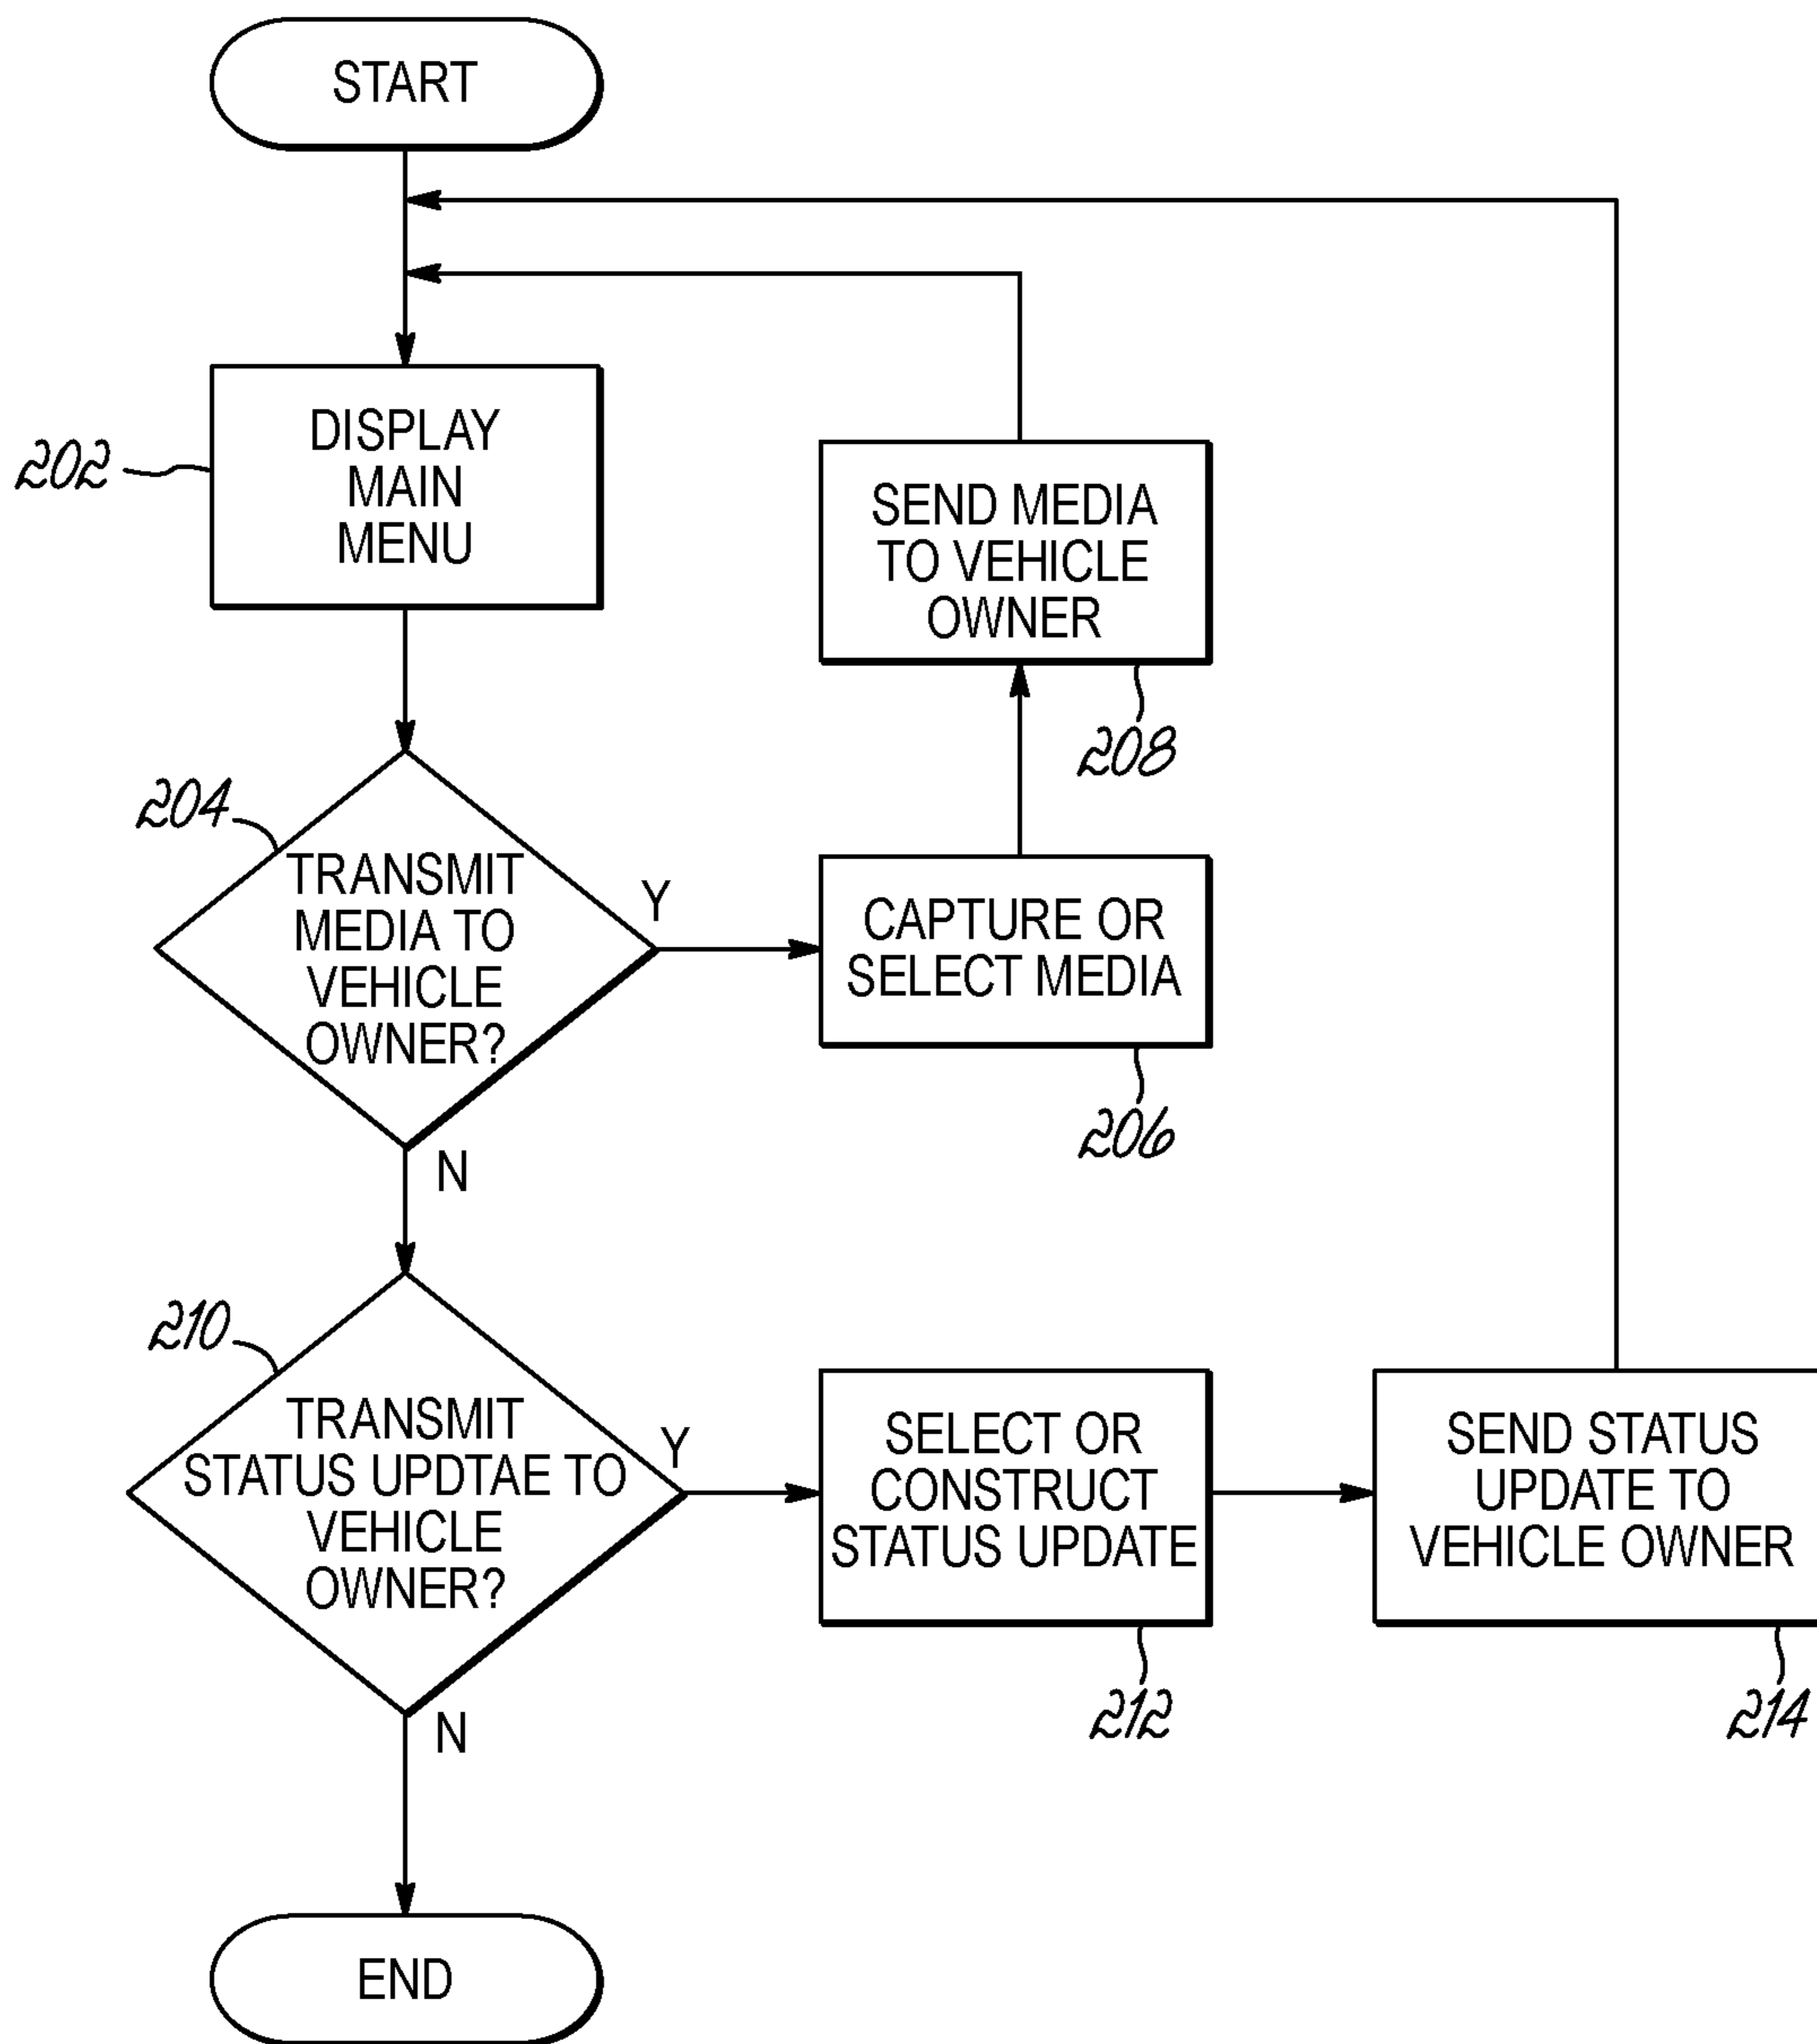 START
DISPLAY
MAIN
MENU
202
SEND MEDIA
TO VEHICLE
OWNER
208
204
TRANSMIT
MEDIA TO
VEHICLE
OWNER?
Y
N
CAPTURE OR
SELECT MEDIA
206
210
TRANSMIT
STATUS UPDTAE TO
VEHICLE
OWNER?
Y
N
SELECT OR
CONSTRUCT
STATUS UPDATE
212
SEND STATUS
UPDATE TO
VEHICLE OWNER
214
END